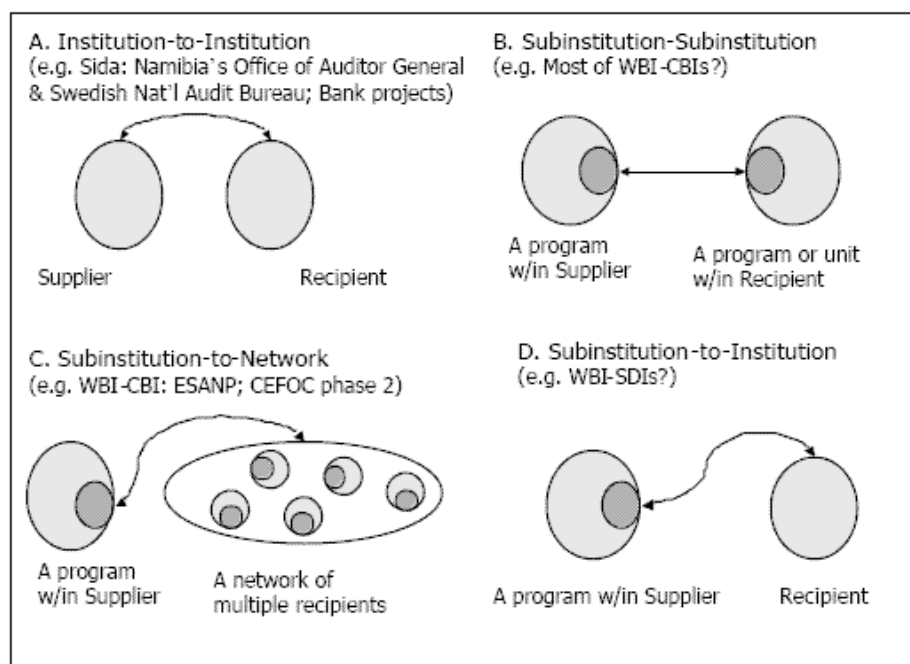 A. Institution-to-Institution
(e.g. Sida: Namibia's Office of Auditor General
& Swedish Nat'l Audit Bureau; Bank projects)
Supplier
Recipient
B. Subinstitution-Subinstitution
(e.g. Most of WBI-CBIs?)
A program
w/in Supplier
A program or unit
w/in Recipient
C. Subinstitution-to-Network
(e.g. WBI-CBI: ESANP; CEFOC phase 2)
A program
w/in Supplier
A network of
multiple recipients
D. Subinstitution-to-Institution
(e.g. WBI-SDIs?)
A program w/in Supplier
Recipient